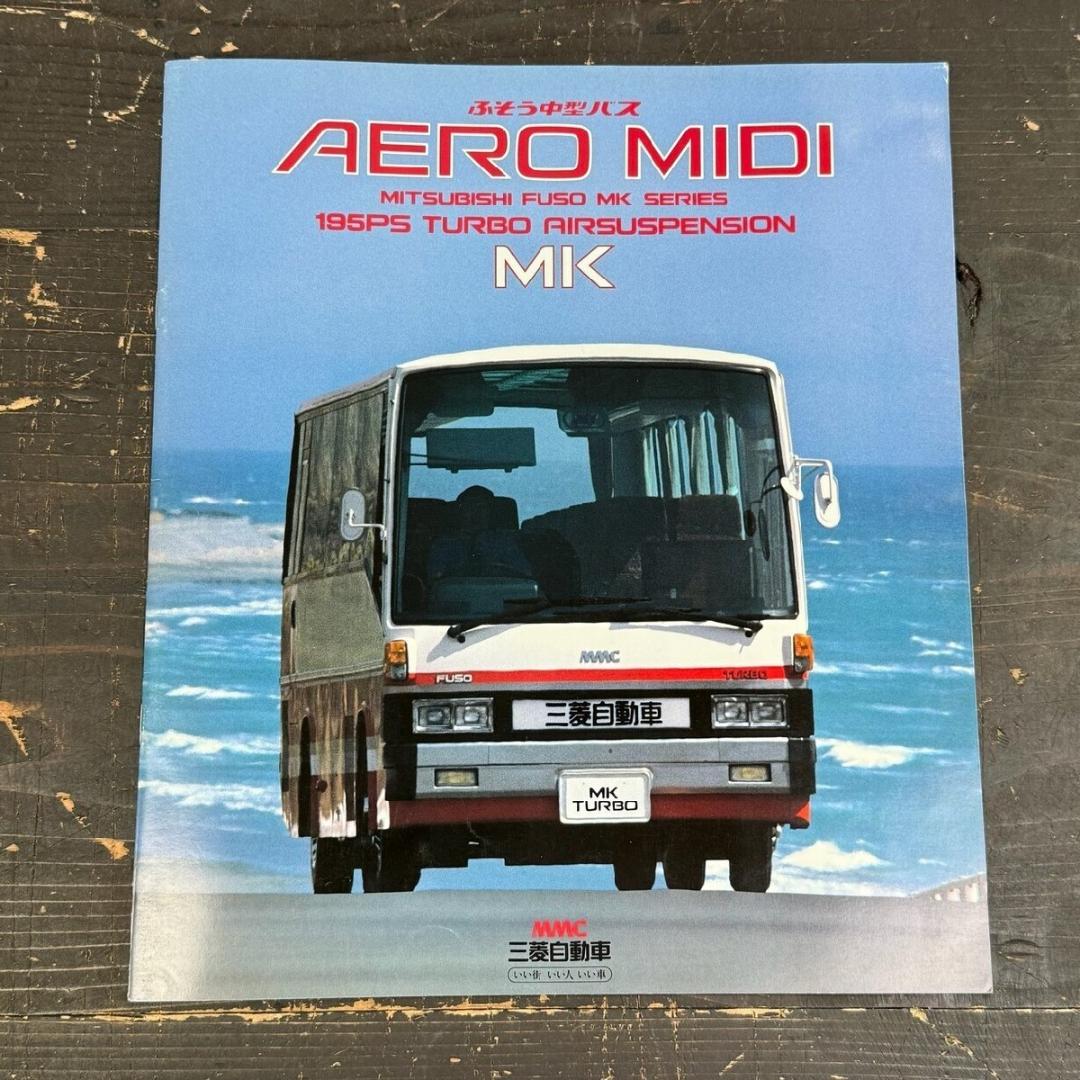 ふそう中型バス
AERO MIDI
MITSUBISHI FUSO MK SERIES
195PS TURBO AIRSUSPENSION
MK
MMC
FUSO
TURBO
三菱自動車
MK
TURBO
MMC
三菱自動車
いい街 いい人 いい車